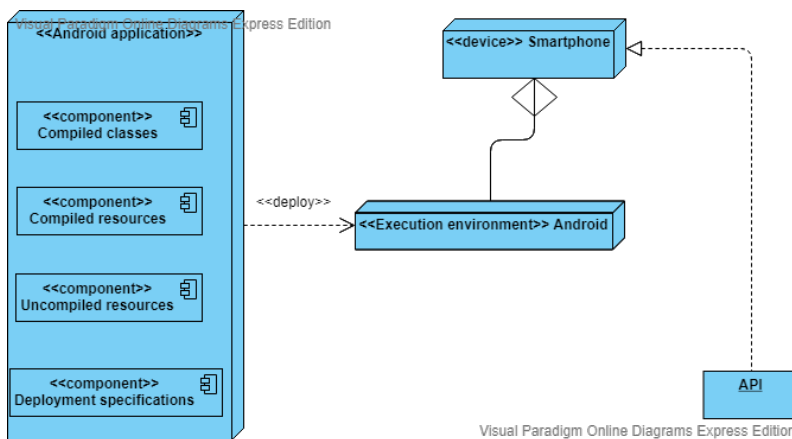 Visual Paradigm Online Diagrams Express Edition
<<Android application>>
<<component>>
Compiled classes
<<component>>
Compiled resources
<<component>>
Uncompiled resources
<<component>>
Deployment specifications
<<deploy>>
<<device>> Smartphone
<<Execution environment>> Android
API
Visual Paradigm Online Diagrams Express Edition